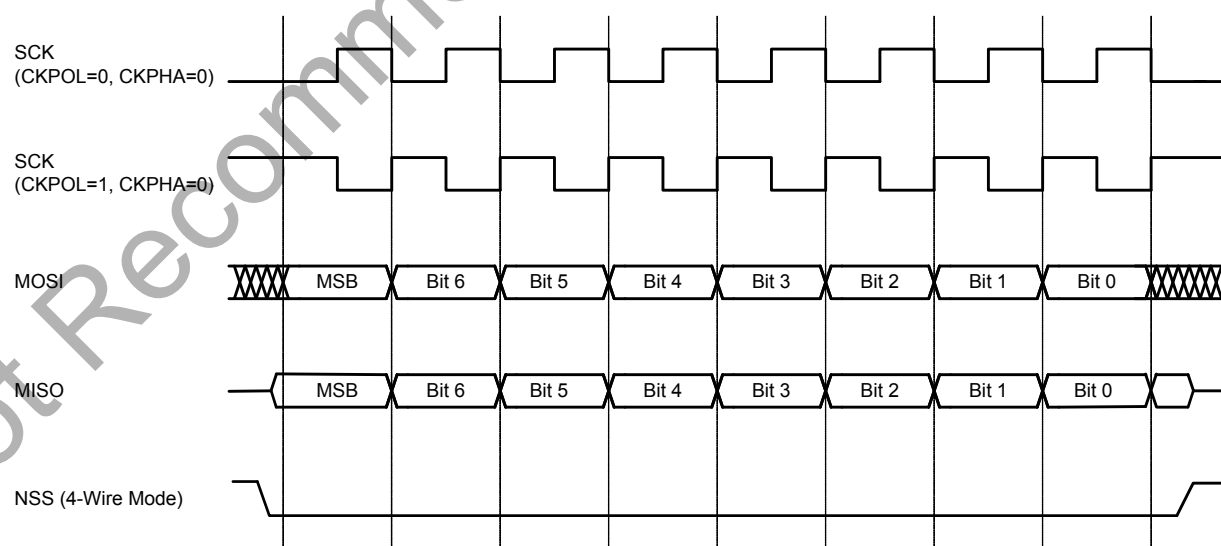 SCK
(CKPOL=0, CKPHA=0)
SCK
(CKPOL=1, CKPHA=0)
MOSI
MSB Bit 6 Bit 5 Bit 4 Bit 3 Bit 2 Bit 1 Bit 0
MISO
MSB Bit 6 Bit 5 Bit 4 Bit 3 Bit 2 Bit 1 Bit 0
NSS (4-Wire Mode)